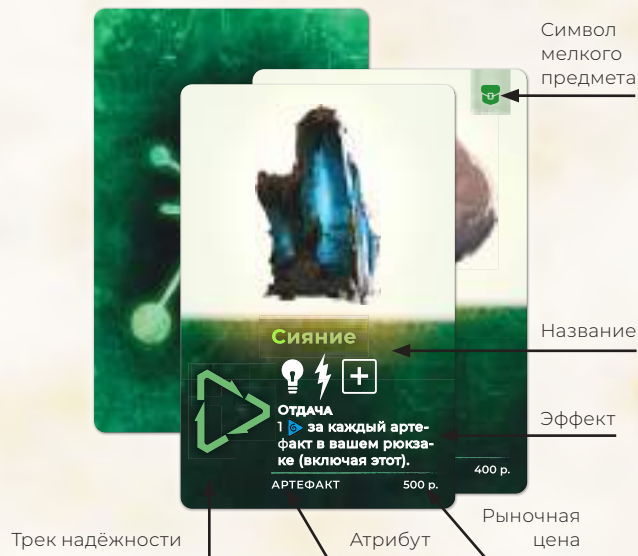 Символ
мелкого
предмета
Сияние
Название
ОТДАЧА
1 за каждый арте-
факт в вашем рюкза-
ке (включая этот).
Эффект
АРТЕФАКТ 500 р.
400 р.
Рыночная
цена
Трек надёжности
Атрибут